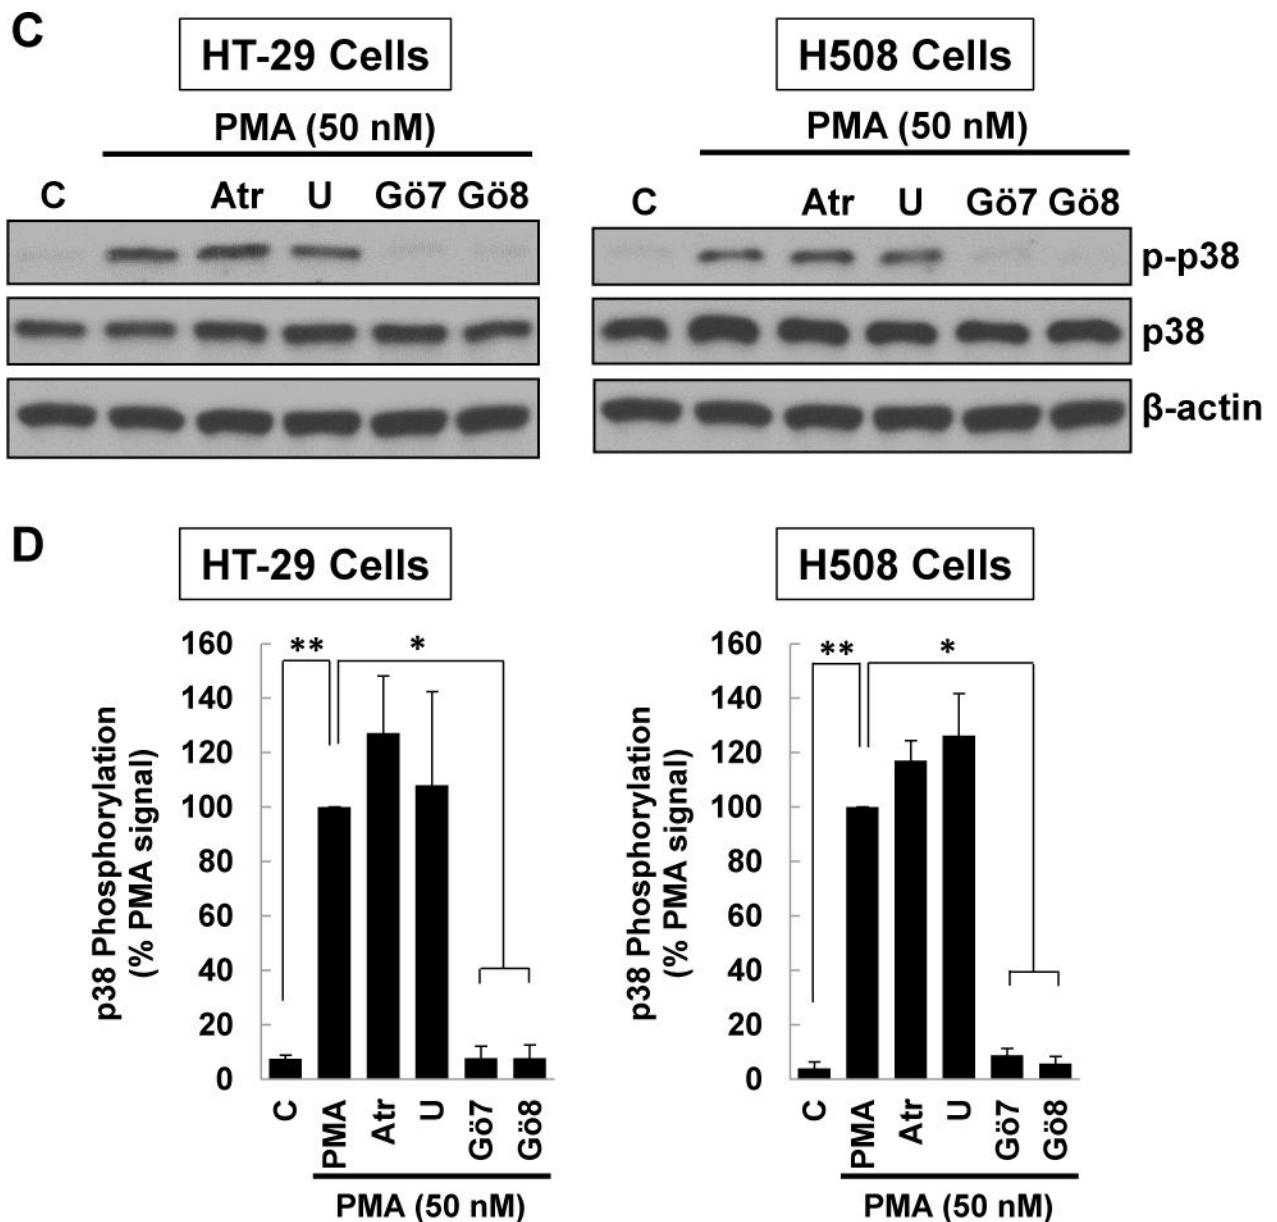 C
HT-29 Cells
H508 Cells
PMA (50 nM)
PMA (50 nM)
C Atr U Gö7 Gö8
C Atr U Gö7 Gö8
p-p38
p38
β-actin
D
HT-29 Cells
H508 Cells
p38 Phosphorylation
(% PMA signal)
160
140
120
100
80
60
40
20
0
** *
C PMA Atr U Gö7 Gö8
PMA (50 nM)
p38 Phosphorylation
(% PMA signal)
160
140
120
100
80
60
40
20
0
** *
C PMA Atr U Gö7 Gö8
PMA (50 nM)